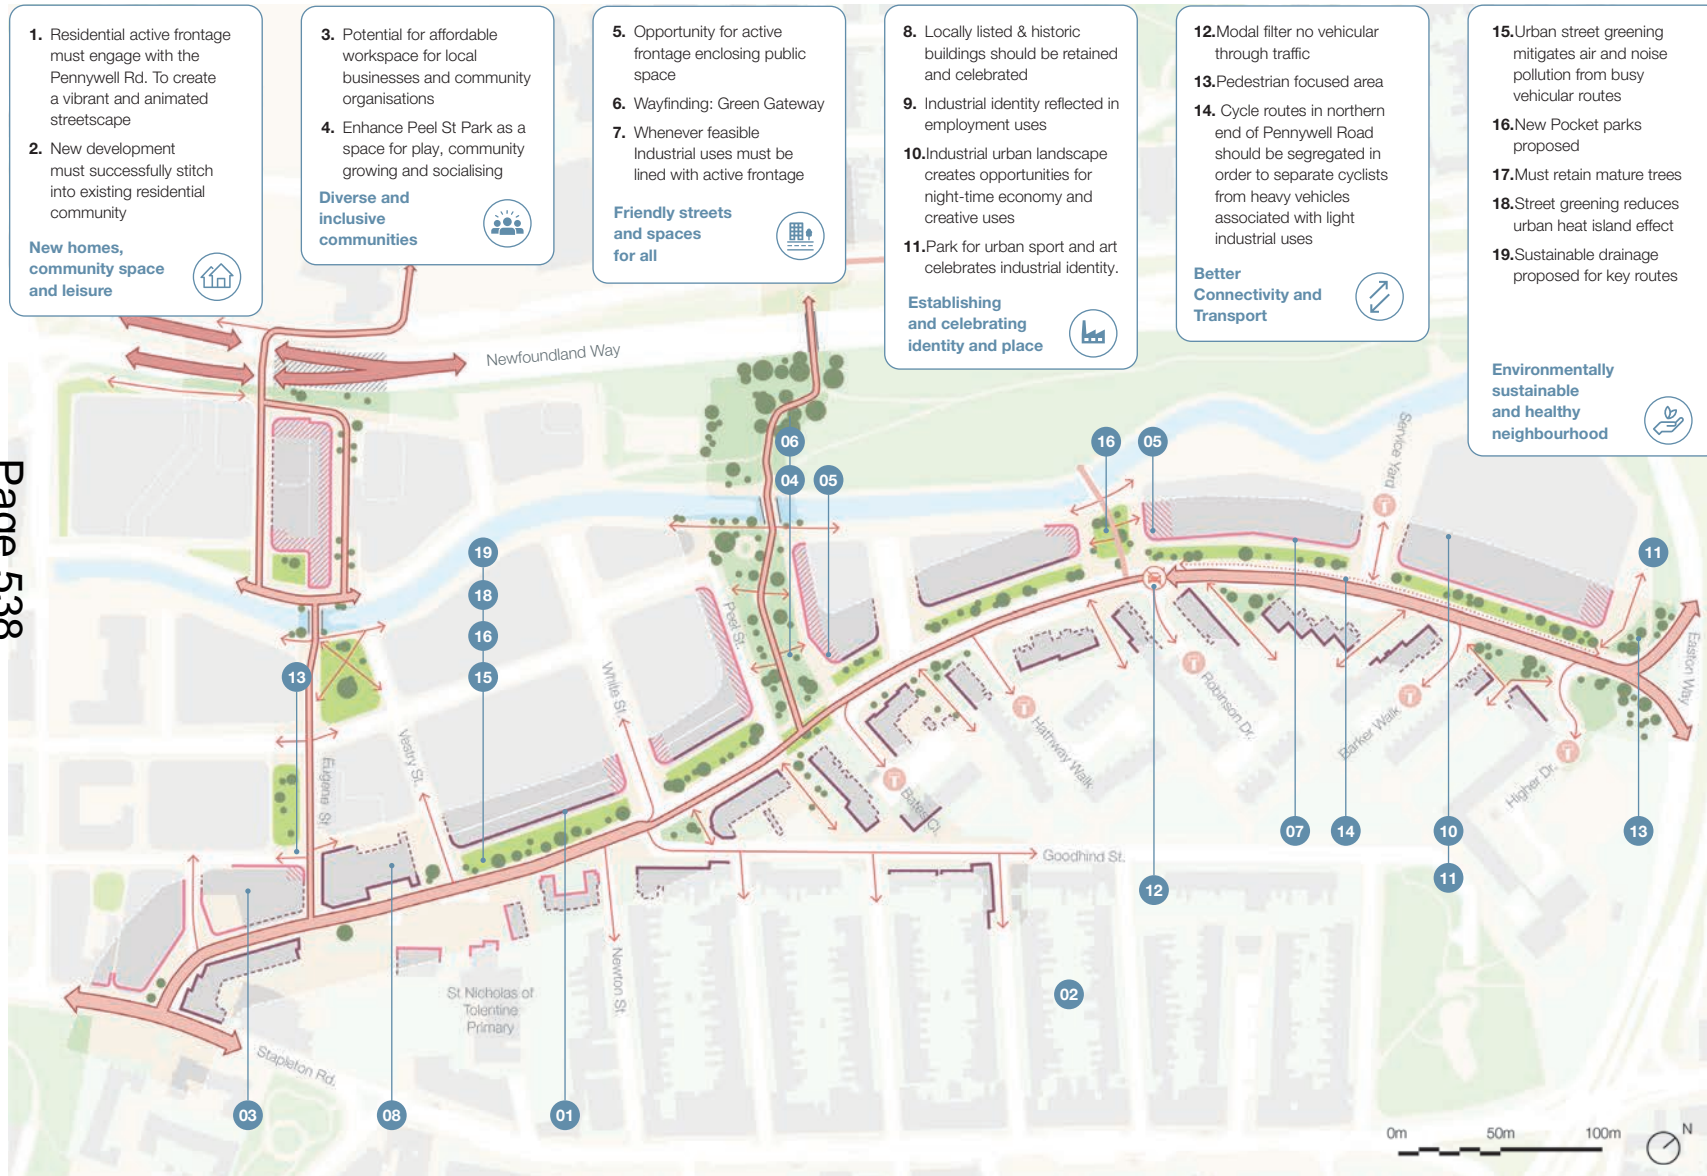 1. Residential active frontage
must engage with the
Pennywell Rd. To create
a vibrant and animated
streetscape
2. New development
must successfully stitch
into existing residential
community
New homes,
community space
and leisure
3. Potential for affordable
workspace for local
businesses and community
organisations
4. Enhance Peel St Park as a
space for play, community
growing and socialising
Diverse and
inclusive
communities
5. Opportunity for active
frontage enclosing public
space
6. Wayfinding: Green Gateway
7. Whenever feasible
Industrial uses must be
lined with active frontage
Friendly streets
and spaces
for all
8. Locally listed & historic
buildings should be retained
and celebrated
9. Industrial identity reflected in
employment uses
10.Industrial urban landscape
creates opportunities for
night-time economy and
creative uses
11.Park for urban sport and art
celebrates industrial identity.
Establishing
and celebrating
identity and place
12.Modal filter no vehicular
through traffic
13.Pedestrian focused area
14. Cycle routes in northern
end of Pennywell Road
should be segregated in
order to separate cyclists
from heavy vehicles
associated with light
industrial uses
Better
Connectivity and
Transport
15.Urban street greening
mitigates air and noise
pollution from busy
vehicular routes
16.New Pocket parks
proposed
17.Must retain mature trees
18.Street greening reduces
urban heat island effect
19.Sustainable drainage
proposed for key routes
Environmentally
sustainable
and healthy
neighbourhood
Page 538
Newfoundland Way
Service Yard
06
04
05
16
05
11
19
18
16
15
13
Peel St.
White St.
Vestry St.
Eugene St.
Easton Way
Robinson Dr.
Hathway Walk
Barker Walk
Higher Dr.
Bates Cl.
07
14
10
11
13
12
Goodhind St.
Newton St.
St Nicholas of
Tolentine
Primary
02
Stapleton Rd.
03
08
01
0m
50m
100m
N